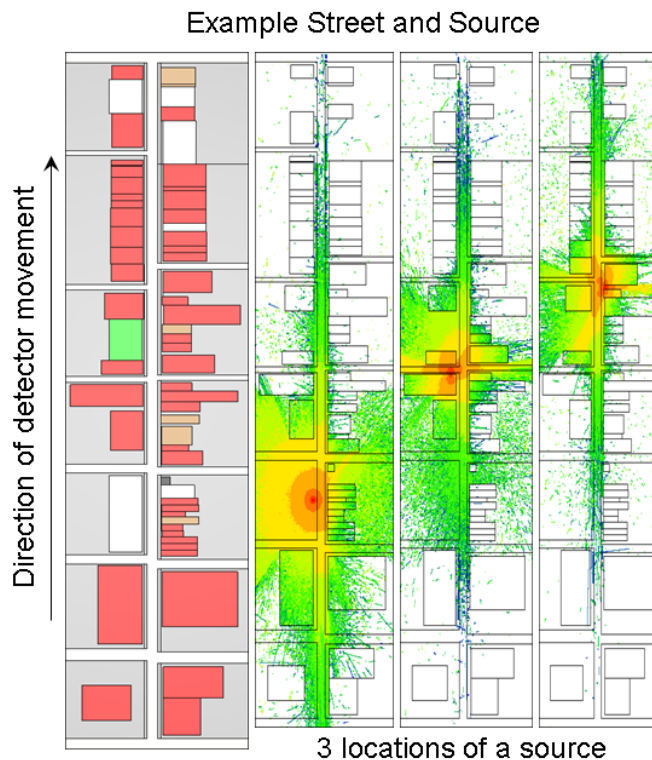 Example Street and Source
Direction of detector movement
3 locations of a source